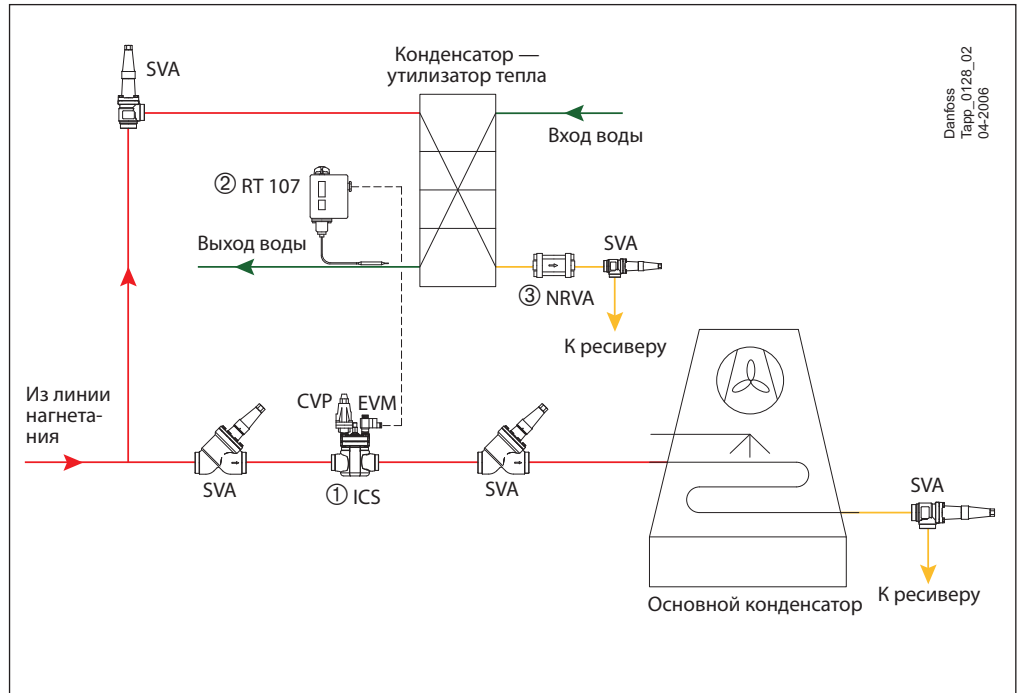 SVA
Конденсатор —
утилизатор тепла
Danfoss
Tapp_0128_02
04-2006
Вход воды
② RT 107
Выход воды
SVA
③ NRVA
К ресиверу
Из линии
нагнета-
ния
CVP
EVM
SVA
① ICS
SVA
SVA
Основной конденсатор
К ресиверу